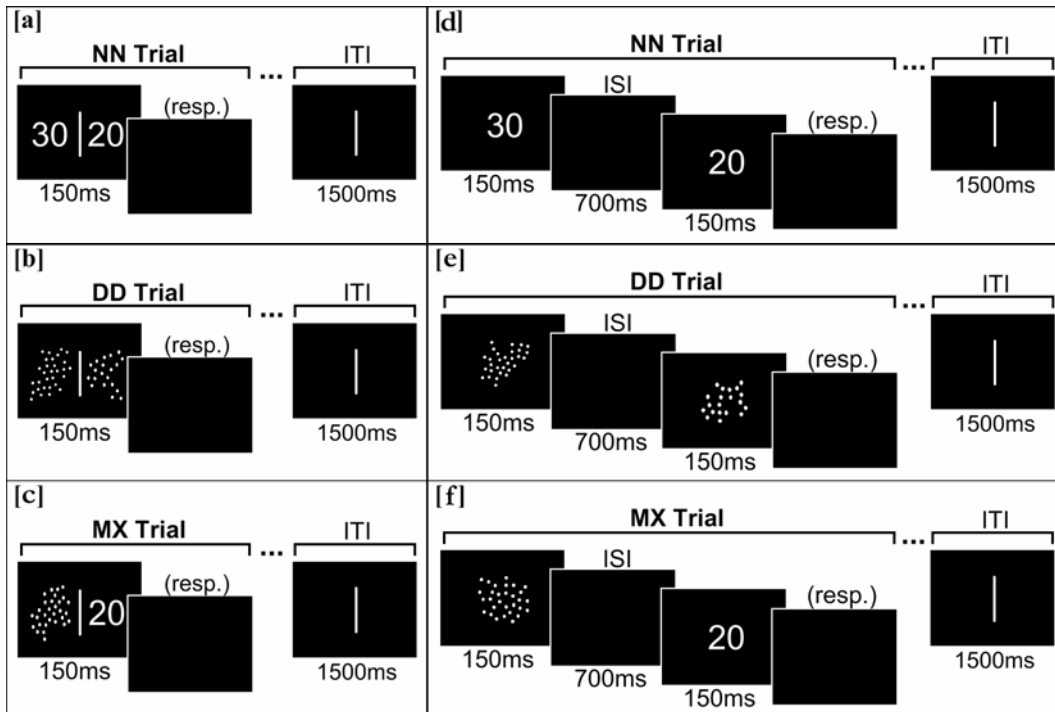 [a]
NN Trial ... ITI
(resp.)
30 20
150ms 1500ms
[b]
DD Trial ... ITI
(resp.)
150ms 1500ms
[c]
MX Trial ... ITI
(resp.)
20
150ms 1500ms
[d]
NN Trial ... ITI
ISI
(resp.)
30
20
150ms
700ms
150ms
1500ms
[e]
DD Trial ... ITI
ISI
(resp.)
150ms
700ms
150ms
1500ms
[f]
MX Trial ... ITI
ISI
(resp.)
20
150ms
700ms
150ms
1500ms